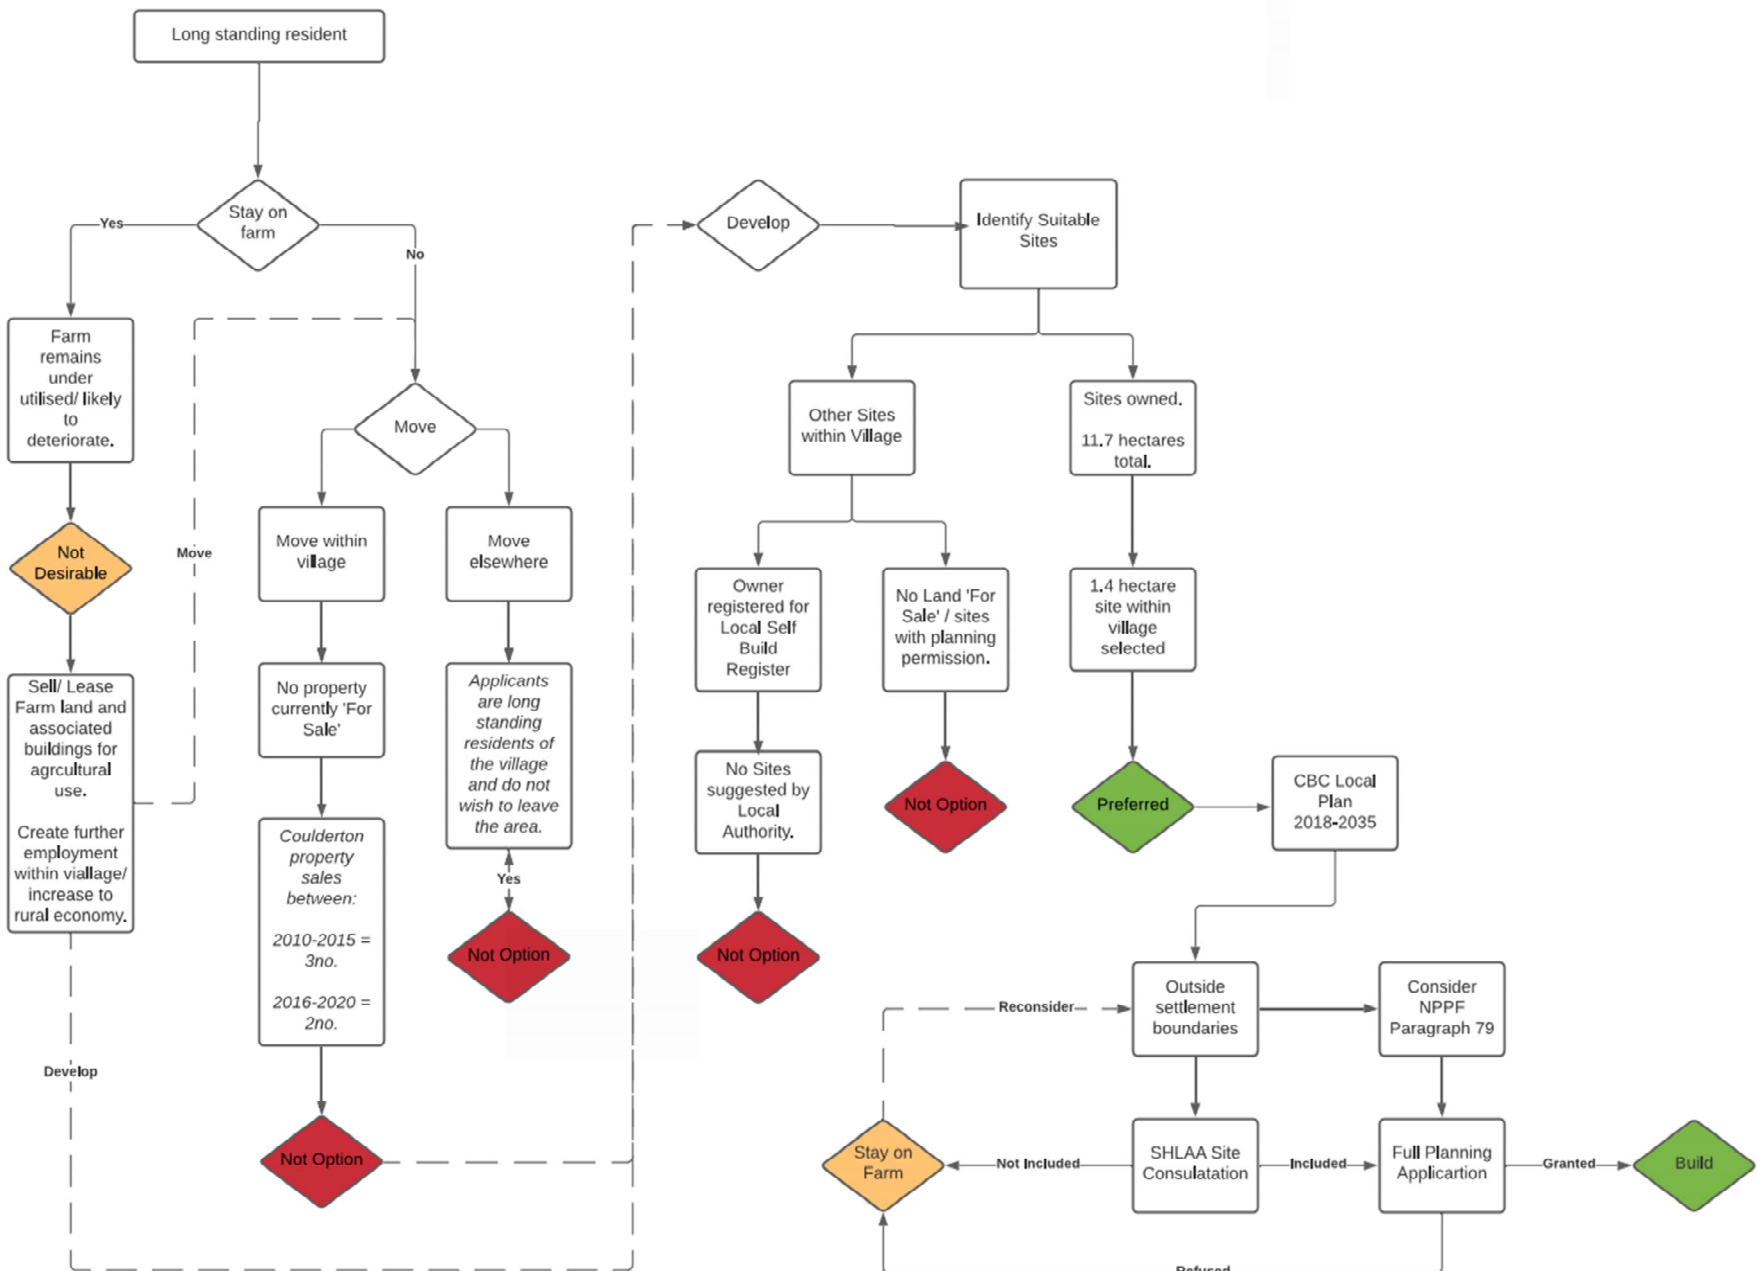 Long standing resident
Stay on
farm
Yes
No
Farm
remains
under
utilised/ likely
to
deteriorate.
Not
Desirable
Sell/ Lease
Farm land and
associated
buildings for
agrcultural
use.
Create further
employment
within viallage/
increase to
rural economy.
Move
Develop
Move
Move within
village
No property
currently 'For
Sale'
Coulderton
property
sales
between:
2010-2015 =
3no.
2016-2020 =
2no.
Not Option
Move
elsewhere
Applicants
are long
standing
residents of
the village
and do not
wish to leave
the area.
Yes
Not Option
Develop
Identify Suitable
Sites
Other Sites
within Village
Owner
registered for
Local Self
Build
Register
No Sites
suggested by
Local
Authority.
Not Option
No Land 'For
Sale' / sites
with planning
permission.
Not Option
Sites owned.
11.7 hectares
total.
1.4 hectare
site within
village
selected
Preferred
CBC Local
Plan
2018-2035
Outside
settlement
boundaries
Consider
NPPF
Paragraph 79
Reconsider
Stay on
Farm
Not Included
SHLAA Site
Consulatation
Included
Full Planning
Applicartion
Granted
Build
Refused